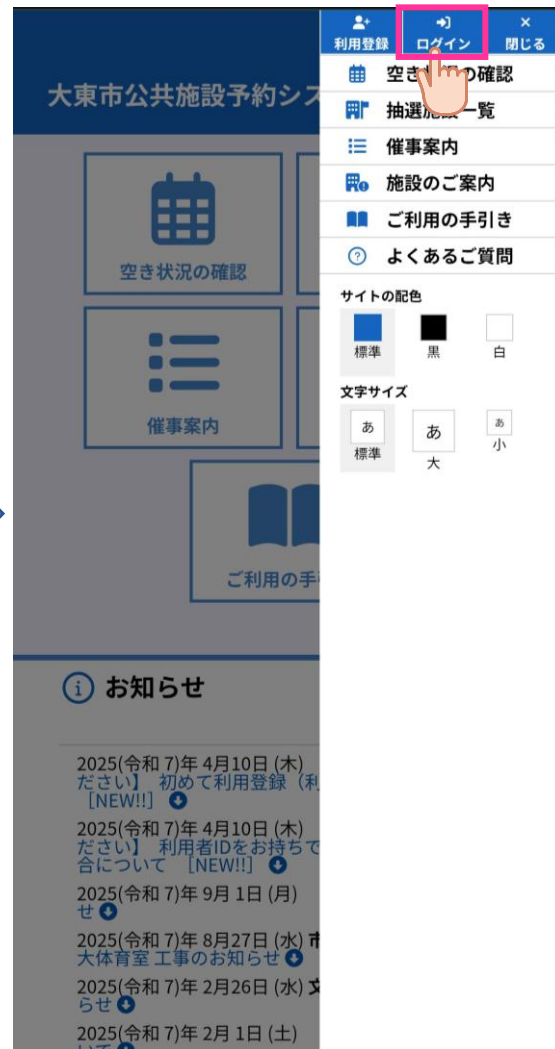 利用登録 ログイン 閉じる
空き状況の確認
抽選施設一覧
催事案内
施設のご案内
ご利用の手引き
よくあるご質問
サイトの配色
標準 黒 白
文字サイズ
あ あ あ
標準 大 小
大東市公共施設予約シス
空き状況の確認
催事案内
ご利用の手
お知らせ
2025(令和 7)年 4月10日 (木)
ださい】 初めて利用登録（利
［NEW!!］
2025(令和 7)年 4月10日 (木)
ださい】 利用者IDをお持ちで
合について ［NEW!!］
2025(令和 7)年 9月 1日 (月)
せ
2025(令和 7)年 8月27日 (水) 市
大体育室 工事のお知らせ
2025(令和 7)年 2月26日 (水) 文
らせ
2025(令和 7)年 2月 1日 (土)
いて